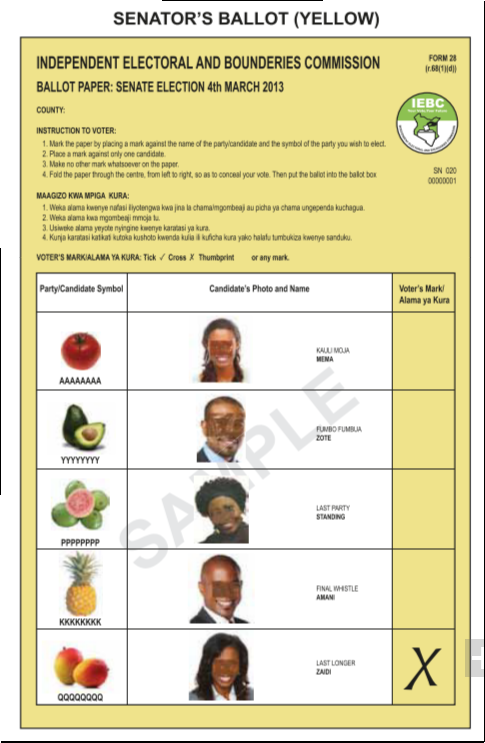 SENATOR'S BALLOT (YELLOW)
INDEPENDENT ELECTORAL AND BOUNDERIES COMMISSION
FORM 28
(r.68(1)(d))
BALLOT PAPER: SENATE ELECTION 4th MARCH 2013
IEBC
COUNTY:
INSTRUCTION TO VOTER:
1. Mark the paper by placing a mark against the name of the party/candidate and the symbol of the party you wish to elect.
2. Place a mark against only one candidate.
3. Make no other mark whatsoever on the paper.
4. Fold the paper through the centre, from left to right, so as to conceal your vote. Then put the ballot into the ballot box
SN 020
00000001
MAAGIZO KWA MPIGA KURA:
1. Weka alama kwenye nafasi iliyotengwa kwa jina la chama/mgombeaji au picha ya chama ungependa kuchagua.
2. Weka alama kwa mgombeaji mmoja tu.
3. Usiweke alama yeyote nyingine kwenye karatasi ya kura.
4. Kunja karatasi katikati kutoka kushoto kwenda kulia ili kuficha kura yako halafu tumbukiza kwenye sanduku.
VOTER'S MARK/ALAMA YA KURA: Tick ✓ Cross X Thumbprint or any mark.
Party/Candidate Symbol
Candidate's Photo and Name
Voter's Mark/
Alama ya Kura
KAULI MOJA
MEMA
AAAAAAAA
FUMBO FUMBUA
ZOTE
YYYYYYYY
LAST PARTY
STANDING
PPPPPPPP
FINAL WHISTLE
AMANI
KKKKKKKK
LAST LONGER
ZAIDI
X
QQQQQQQQ
SAMPLE